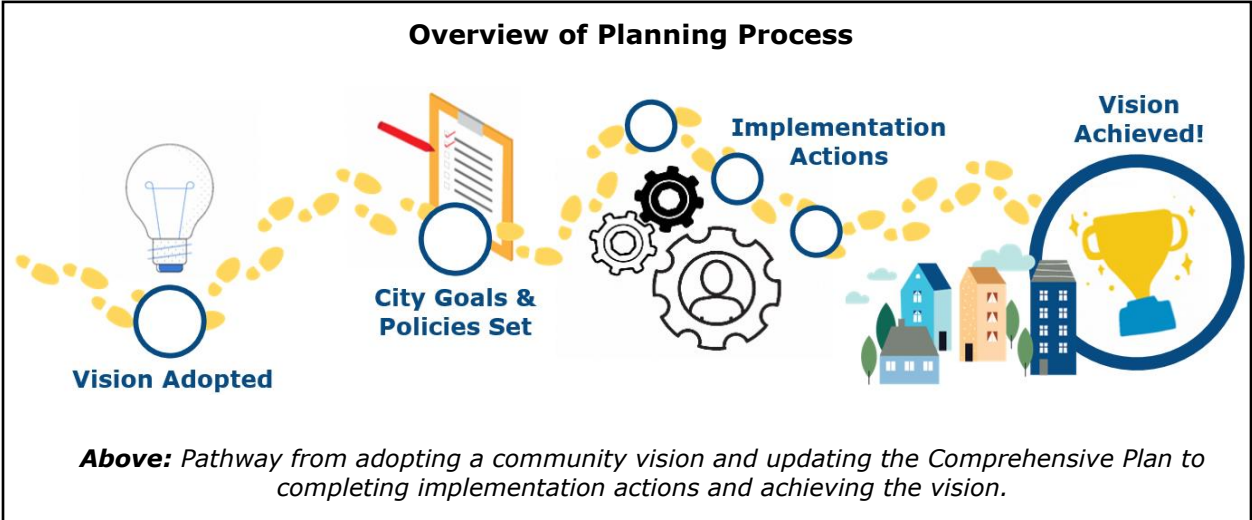 Overview of Planning Process
Vision Adopted
City Goals &
Policies Set
Implementation
Actions
Vision
Achieved!
Above: Pathway from adopting a community vision and updating the Comprehensive Plan to
completing implementation actions and achieving the vision.